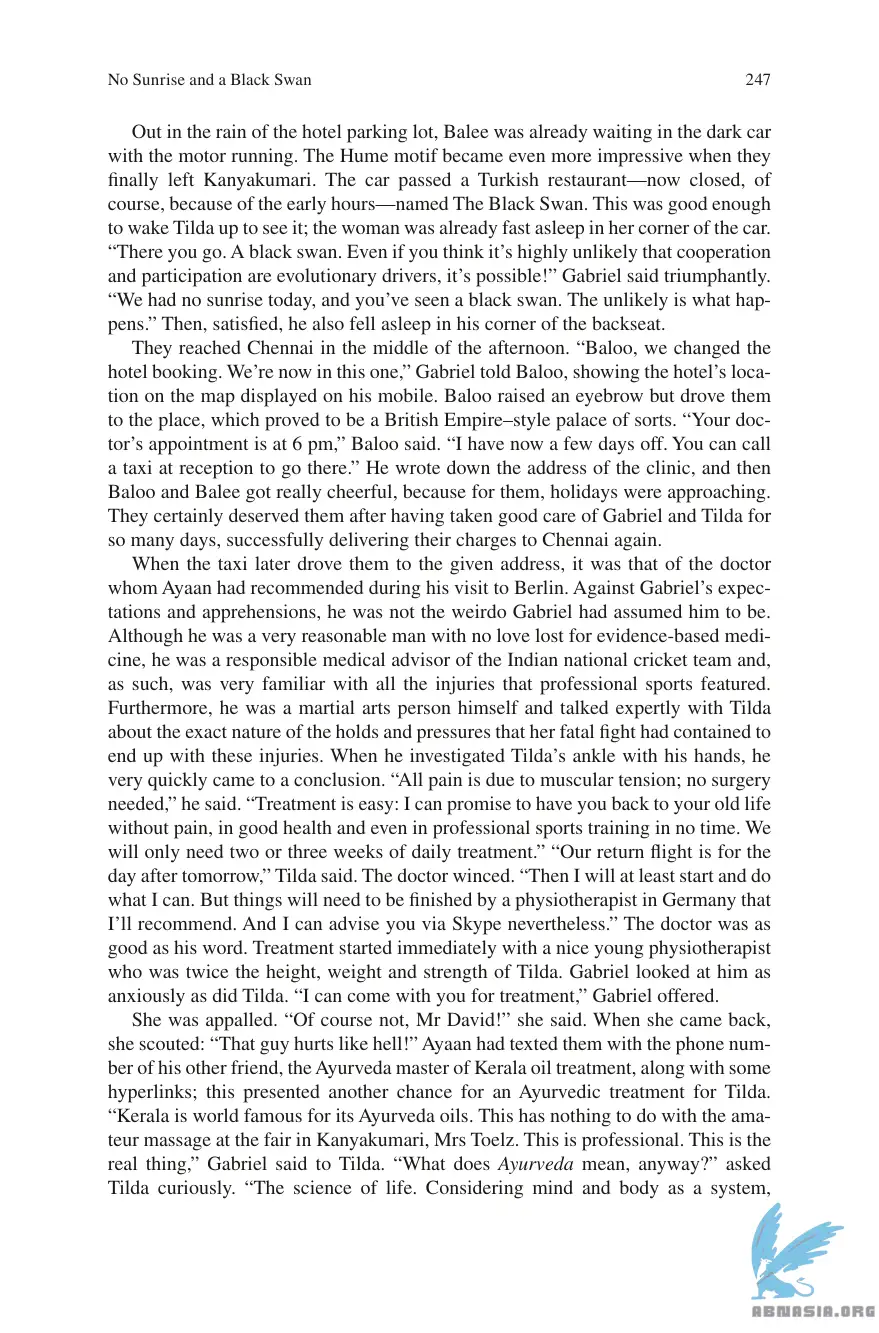 No Sunrise and a Black Swan 247
Out in the rain of the hotel parking lot, Balee was already waiting in the dark car
with the motor running. The Hume motif became even more impressive when they
finally left Kanyakumari. The car passed a Turkish restaurant—now closed, of
course, because of the early hours—named The Black Swan. This was good enough
to wake Tilda up to see it; the woman was already fast asleep in her corner of the car.
“There you go. A black swan. Even if you think it’s highly unlikely that cooperation
and participation are evolutionary drivers, it’s possible!” Gabriel said triumphantly.
“We had no sunrise today, and you’ve seen a black swan. The unlikely is what hap-
pens.” Then, satisfied, he also fell asleep in his corner of the backseat.
They reached Chennai in the middle of the afternoon. “Baloo, we changed the
hotel booking. We’re now in this one,” Gabriel told Baloo, showing the hotel’s loca-
tion on the map displayed on his mobile. Baloo raised an eyebrow but drove them
to the place, which proved to be a British Empire–style palace of sorts. “Your doc-
tor’s appointment is at 6 pm,” Baloo said. “I have now a few days off. You can call
a taxi at reception to go there.” He wrote down the address of the clinic, and then
Baloo and Balee got really cheerful, because for them, holidays were approaching.
They certainly deserved them after having taken good care of Gabriel and Tilda for
so many days, successfully delivering their charges to Chennai again.
When the taxi later drove them to the given address, it was that of the doctor
whom Ayaan had recommended during his visit to Berlin. Against Gabriel’s expec-
tations and apprehensions, he was not the weirdo Gabriel had assumed him to be.
Although he was a very reasonable man with no love lost for evidence-based medi-
cine, he was a responsible medical advisor of the Indian national cricket team and,
as such, was very familiar with all the injuries that professional sports featured.
Furthermore, he was a martial arts person himself and talked expertly with Tilda
about the exact nature of the holds and pressures that her fatal fight had contained to
end up with these injuries. When he investigated Tilda’s ankle with his hands, he
very quickly came to a conclusion. “All pain is due to muscular tension; no surgery
needed,” he said. “Treatment is easy: I can promise to have you back to your old life
without pain, in good health and even in professional sports training in no time. We
will only need two or three weeks of daily treatment.” “Our return flight is for the
day after tomorrow,” Tilda said. The doctor winced. “Then I will at least start and do
what I can. But things will need to be finished by a physiotherapist in Germany that
I’ll recommend. And I can advise you via Skype nevertheless.” The doctor was as
good as his word. Treatment started immediately with a nice young physiotherapist
who was twice the height, weight and strength of Tilda. Gabriel looked at him as
anxiously as did Tilda. “I can come with you for treatment,” Gabriel offered.
She was appalled. “Of course not, Mr David!” she said. When she came back,
she scouted: “That guy hurts like hell!” Ayaan had texted them with the phone num-
ber of his other friend, the Ayurveda master of Kerala oil treatment, along with some
hyperlinks; this presented another chance for an Ayurvedic treatment for Tilda.
“Kerala is world famous for its Ayurveda oils. This has nothing to do with the ama-
teur massage at the fair in Kanyakumari, Mrs Toelz. This is professional. This is the
real thing,” Gabriel said to Tilda. “What does Ayurveda mean, anyway?” asked
Tilda curiously. “The science of life. Considering mind and body as a system,
ABNASIA.ORG